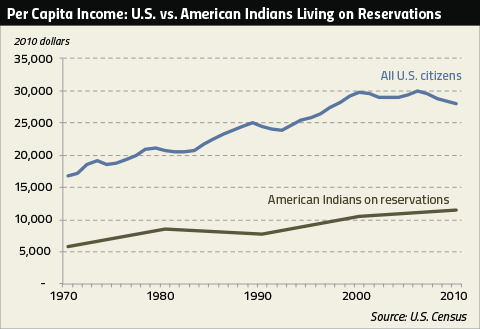 Per Capita Income: U.S. vs. American Indians Living on Reservations
2010 dollars
35,000
All U.S. citizens
30,000
25,000
20,000
15,000
American Indians on reservations
10,000
5,000
-
1970 1980 1990 2000 2010
Source: U.S. Census